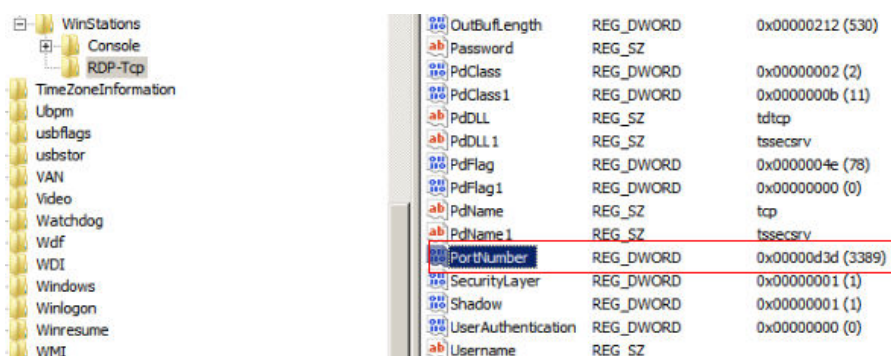 WinStations
Console
RDP-Tcp
TimeZoneInformation
Ubpm
usbflags
usbstor
VAN
Video
Watchdog
Wdf
WDI
Windows
Winlogon
Winresume
WMI
OutBufLength REG_DWORD 0x00000212 (530)
Password REG_SZ
PdClass REG_DWORD 0x00000002 (2)
PdClass1 REG_DWORD 0x0000000b (11)
PdDLL REG_SZ tdtcp
PdDLL1 REG_SZ tssecsrv
PdFlag REG_DWORD 0x0000004e (78)
PdFlag1 REG_DWORD 0x00000000 (0)
PdName REG_SZ tcp
PdName1 REG_SZ tssecsrv
PortNumber REG_DWORD 0x00000d3d (3389)
SecurityLayer REG_DWORD 0x00000001 (1)
Shadow REG_DWORD 0x00000001 (1)
UserAuthentication REG_DWORD 0x00000000 (0)
Username REG_SZ